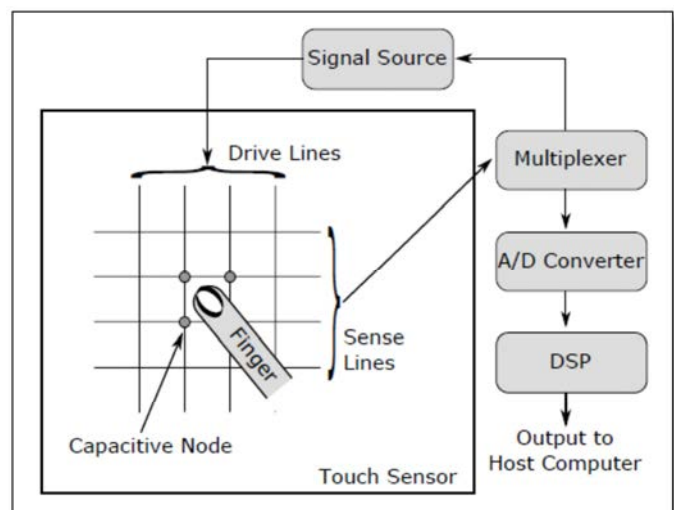 Signal Source
Drive Lines
Multiplexer
A/D Converter
Sense
Lines
Finger
DSP
Capacitive Node
Output to
Host Computer
Touch Sensor